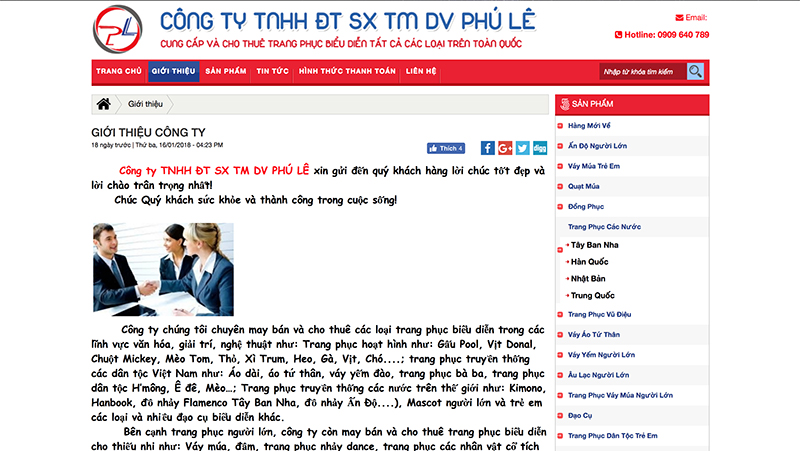 PL
CÔNG TY TNHH ĐT SX TM DV PHÚ LÊ
CUNG CẤP VÀ CHO THUÊ TRANG PHỤC BIỂU DIỄN TẤT CẢ CÁC LOẠI TRÊN TOÀN QUỐC
Email:
Hotline: 0909 640 789
TRANG CHỦ GIỚI THIỆU SẢN PHẨM TIN TỨC HÌNH THỨC THANH TOÁN LIÊN HỆ
Nhập từ khóa tìm kiếm
Giới thiệu
GIỚI THIỆU CÔNG TY
18 ngày trước | Thứ ba, 16/01/2018 - 04:23 PM
Thích 4
digg
Công ty TNHH ĐT SX TM DV PHÚ LÊ xin gửi đến quý khách hàng lời chúc tốt đẹp và
lời chào trân trọng nhất!
Chúc Quý khách sức khỏe và thành công trong cuộc sống!
Công ty chúng tôi chuyên may bán và cho thuê các loại trang phục biểu diễn trong các
lĩnh vực văn hóa, giải trí, nghệ thuật như: Trang phục hoạt hình như: Gấu Pool, Vịt Donal,
Chuột Mickey, Mèo Tom, Thỏ, Xì Trum, Heo, Gà, Vịt, Chó....; trang phục truyền thống
các dân tộc Việt Nam như: Áo dài, áo tứ thân, váy yếm đào, trang phục bà ba, trang phục
dân tộc H'mông, Ê đê, Mèo...; Trang phục truyền thống các nước trên thế giới như: Kimono,
Hanbook, đồ nhảy Flamenco Tây Ban Nha, đồ nhảy Ấn Độ....), Mascot người lớn và trẻ em
các loại và nhiều đạo cụ biểu diễn khác.
Bên cạnh trang phục người lớn, công ty còn may bán và cho thuê trang phục biểu diễn
cho thiếu nhi như: Váy múa, đầm, trang phục nhảy dance, trang phục các nhân vật cổ tích
SẢN PHẨM
Hàng Mới Về
Ấn Độ Người Lớn
Váy Múa Trẻ Em
Quạt Múa
Đồng Phục
Trang Phục Các Nước
Tây Ban Nha
Hàn Quốc
Nhật Bản
Trung Quốc
Trang Phục Vũ Điệu
Váy Áo Tứ Thân
Váy Yếm Người Lớn
Âu Lạc Người Lớn
Trang Phục Váy Múa Người Lớn
Đạo Cụ
Trang Phục Dân Tộc Trẻ Em